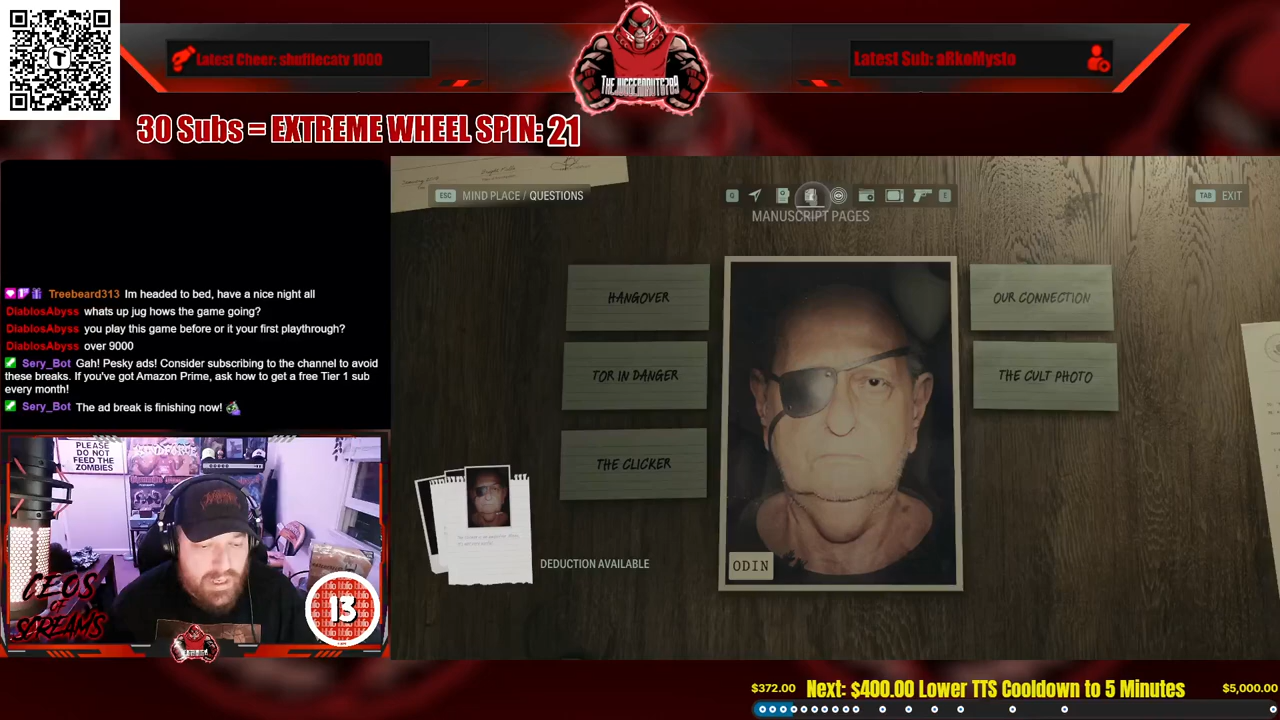 Latest Cheer: shufflecatv 1000
THEJUGGERNAUT6789
Latest Sub: aRkoMysto
30 Subs = EXTREME WHEEL SPIN: 21
ESC MIND PLACE / QUESTIONS
Q
E
MANUSCRIPT PAGES
TAB EXIT
HANGOVER
TOR IN DANGER
THE CLICKER
OUR CONNECTION
THE CULT PHOTO
ODIN
DEDUCTION AVAILABLE
Treebeard313 Im headed to bed, have a nice night all
DiablosAbyss whats up jug hows the game going?
DiablosAbyss you play this game before or it your first playthrough?
DiablosAbyss over 9000
Sery_Bot Gah! Pesky ads! Consider subscribing to the channel to avoid
these breaks. If you've got Amazon Prime, ask how to get a free Tier 1 sub
every month!
Sery_Bot The ad break is finishing now!
PLEASE
DO NOT
FEED THE
ZOMBIES
CEOS
OF
SCREAMS
13
$372.00 Next: $400.00 Lower TTS Cooldown to 5 Minutes $5,000.00